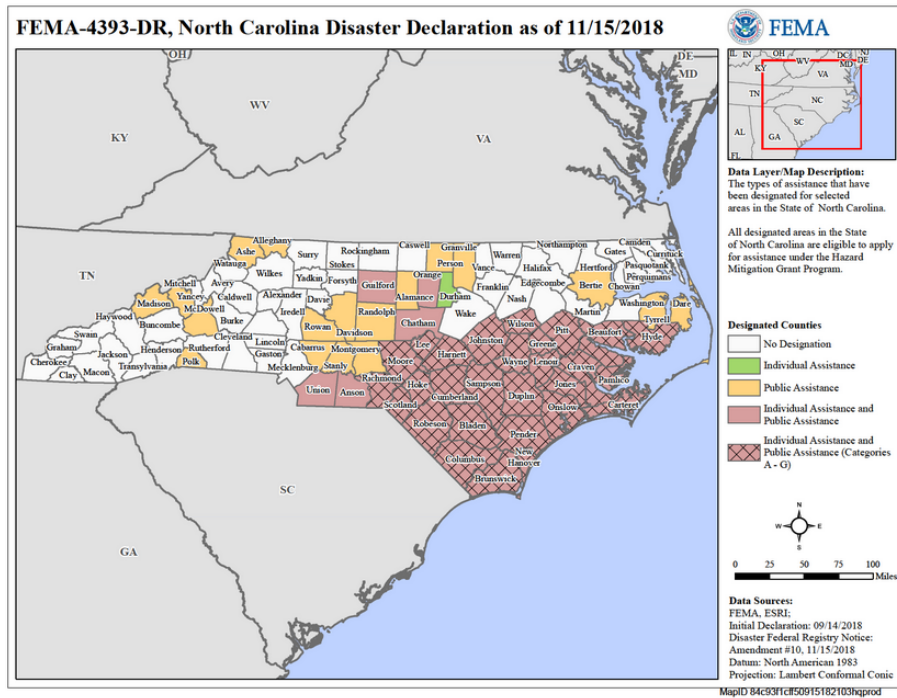 FEMA-4393-DR, North Carolina Disaster Declaration as of 11/15/2018
FEMA
OH
WV
DE
MD
KY
VA
TN
SC
GA
Alleghany
Ashe
Surry
Rockingham
Stokes
Caswell
Granville
Person
Warren
Northampton
Gates
Camden
Currituck
Pasquotank
Perquimans
Chowan
Hertford
Bertie
Halifax
Vance
Franklin
Nash
Edgecombe
Martin
Washington
Tyrrell
Dare
Hyde
Watauga
Wilkes
Yadkin
Forsyth
Guilford
Orange
Alamance
Durham
Wake
Mitchell
Avery
Yancey
Madison
McDowell
Caldwell
Alexander
Davie
Iredell
Burke
Rowan
Davidson
Randolph
Chatham
Haywood
Buncombe
Swain
Graham
Jackson
Henderson
Rutherford
Cleveland
Lincoln
Gaston
Cabarrus
Montgomery
Stanly
Mecklenburg
Cherokee
Clay
Macon
Transylvania
Polk
Union
Anson
Richmond
Moore
Lee
Harnett
Johnston
Wilson
Greene
Pitt
Beaufort
Wayne
Lenoir
Craven
Pamlico
Hoke
Scotland
Cumberland
Sampson
Duplin
Jones
Onslow
Carteret
Robeson
Bladen
Pender
New
Hanover
Columbus
Brunswick
IL
IN
OH
WV
DC
NJ
MD
DE
KY
VA
TN
NC
SC
AL
GA
FL
Data Layer/Map Description:
The types of assistance that have
been designated for selected
areas in the State of North Carolina.
All designated areas in the State
of North Carolina are eligible to apply
for assistance under the Hazard
Mitigation Grant Program.
Designated Counties
No Designation
Individual Assistance
Public Assistance
Individual Assistance and
Public Assistance
Individual Assistance and
Public Assistance (Categories
A - G)
N
W
E
S
0
25
50
75
100
Miles
Data Sources:
FEMA, ESRI;
Initial Declaration: 09/14/2018
Disaster Federal Registry Notice:
Amendment #10, 11/15/2018
Datum: North American 1983
Projection: Lambert Conformal Conic